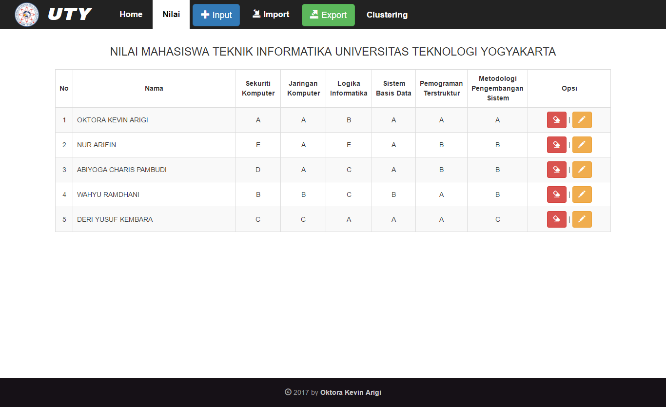 UTY Home Nilai Input Import Export Clustering
NILAI MAHASISWA TEKNIK INFORMATIKA UNIVERSITAS TEKNOLOGI YOGYAKARTA
No Nama Sekuriti Komputer Jaringan Komputer Logika Informatika Sistem Basis Data Pemograman Terstruktur Metodologi Pengembangan Sistem Opsi
1 OKTORA KEVIN ARIGI A A B A A A |
2 NUR ARIFIN E A E A A B |
3 ABIYOGA CHARIS PAMBUDI D A C A B B |
4 WAHYU RAMDHANI B B C B A B |
5 DERI YUSUF KEMBARA C C A A A C |
© 2017 by Oktora Kevin Arigi